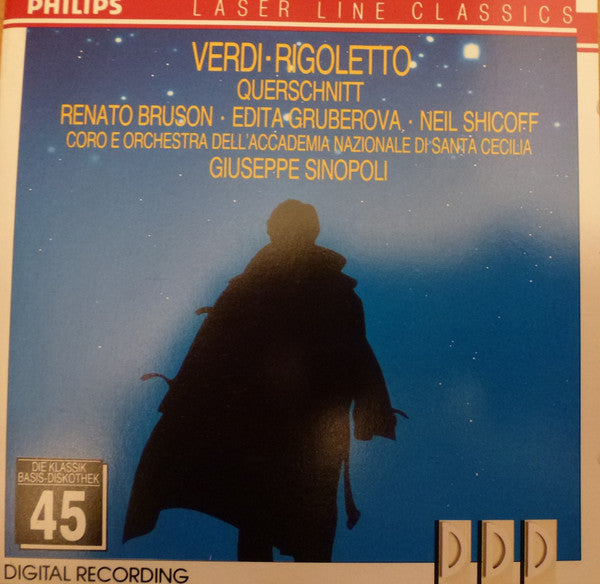 PHILIPS
LASER LINE CLASSICS
VERDI·RIGOLETTO
QUERSCHNITT
RENATO BRUSON · EDITA GRUBEROVA · NEIL SHICOFF
CORO E ORCHESTRA DELL'ACCADEMIA NAZIONALE DI SANTA CECILIA
GIUSEPPE SINOPOLI
DIE KLASSIK
BASIS-DISKOTHEK
45
DIGITAL RECORDING
D D D